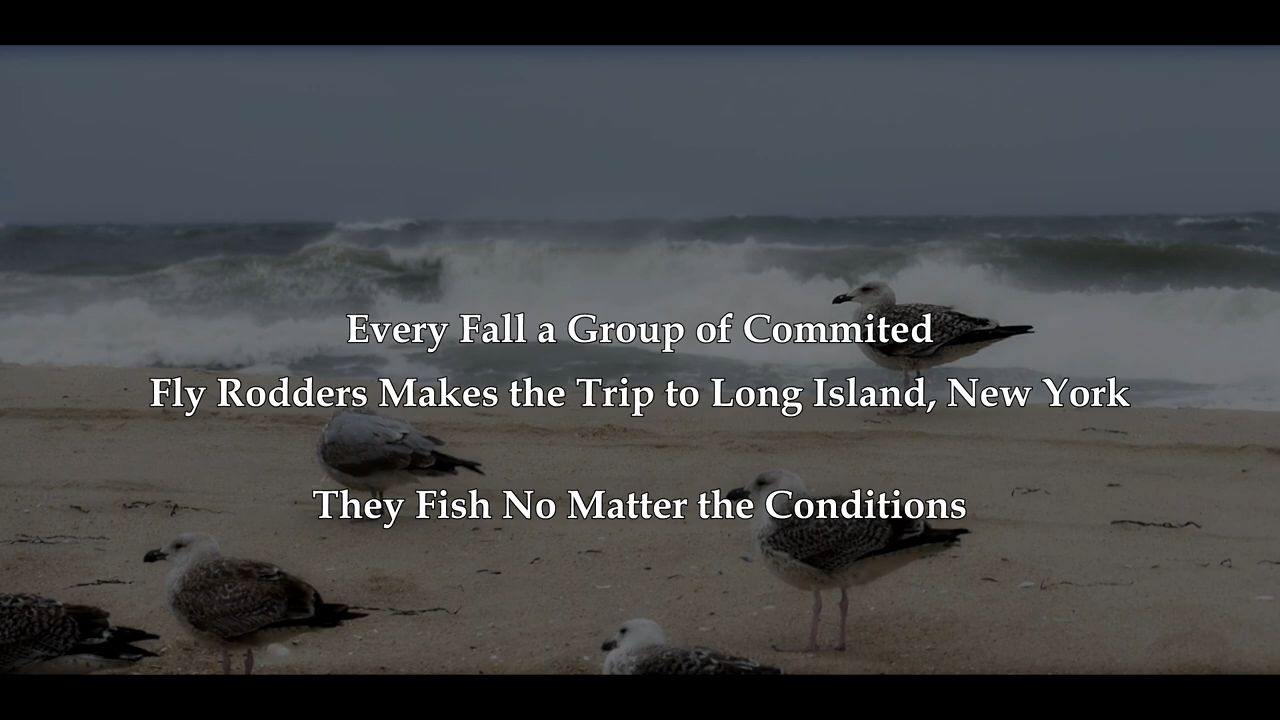 Every Fall a Group of Commited
Fly Rodders Makes the Trip to Long Island, New York
They Fish No Matter the Conditions